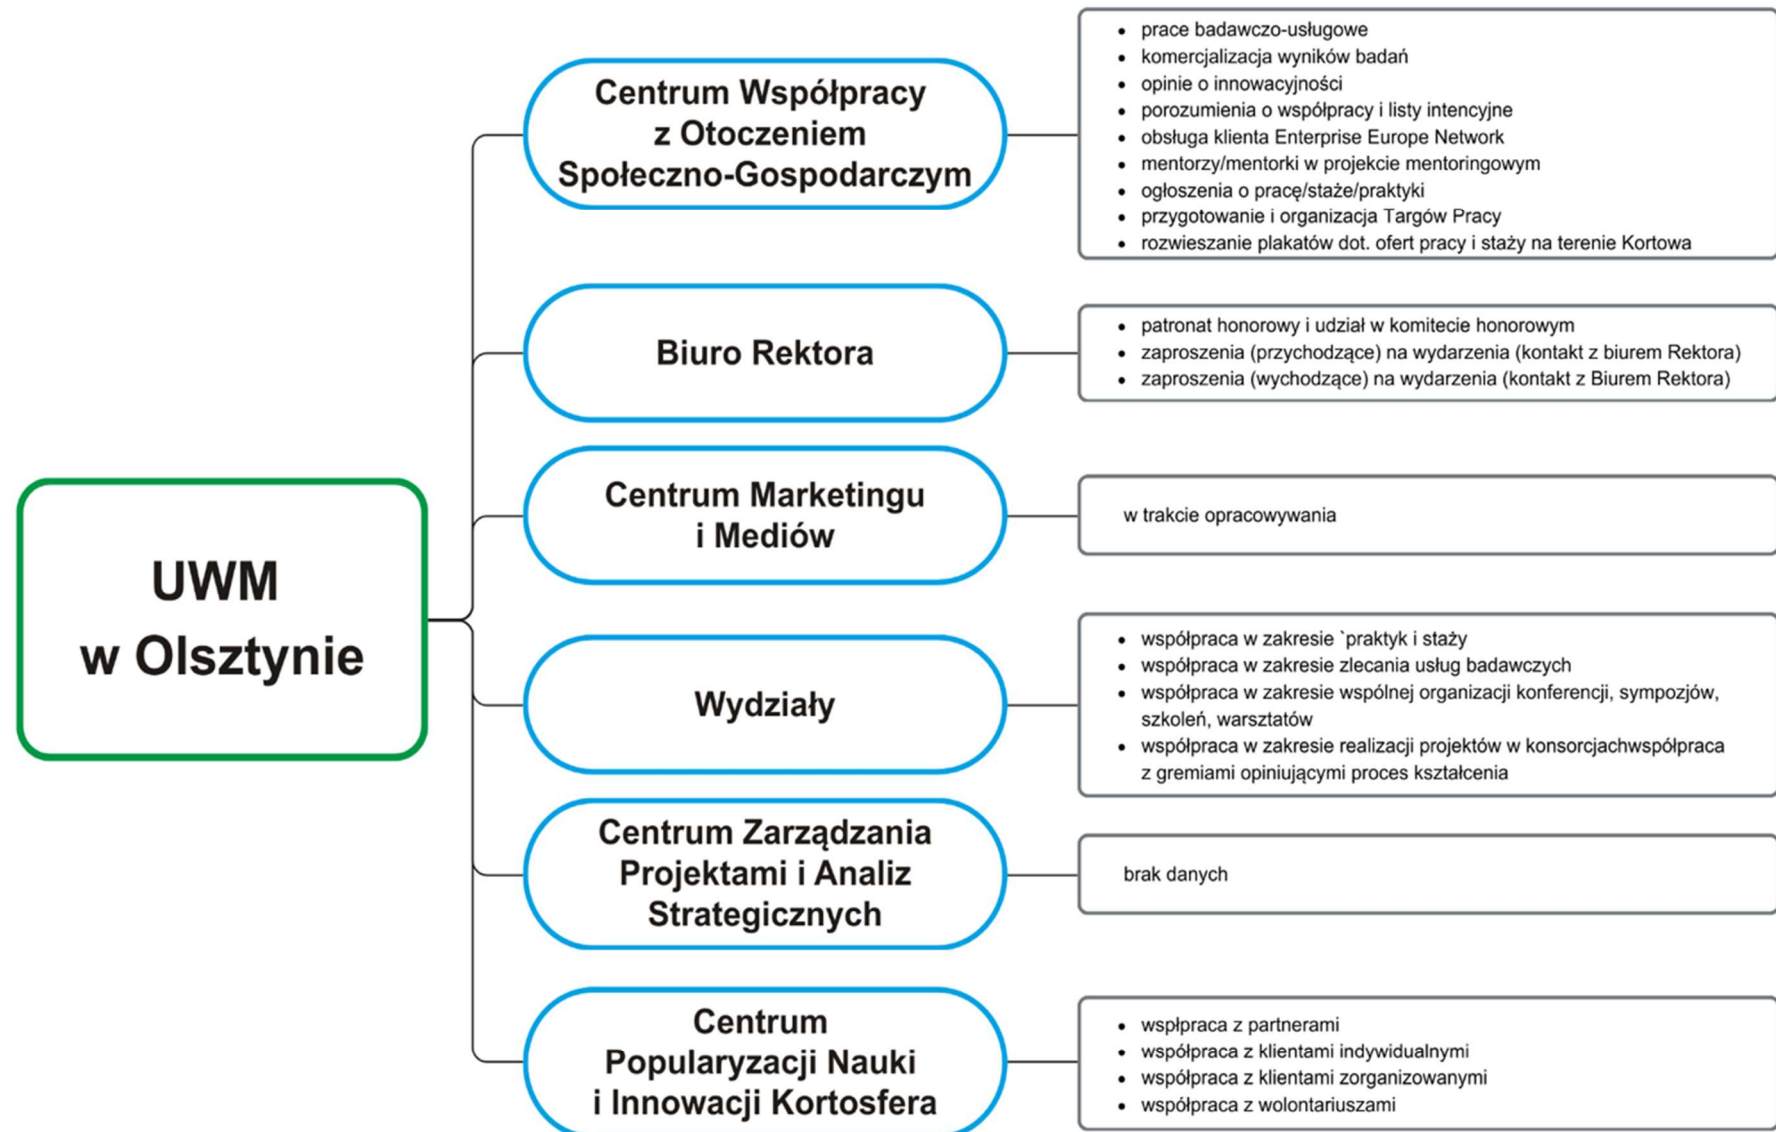 UWM
w Olsztynie
Centrum Współpracy
z Otoczeniem
Społeczno-Gospodarczym
• prace badawczo-usługowe
• komercjalizacja wyników badań
• opinie o innowacyjności
• porozumienia o współpracy i listy intencyjne
• obsługa klienta Enterprise Europe Network
• mentorzy/mentorki w projekcie mentoringowym
• ogłoszenia o pracę/staże/praktyki
• przygotowanie i organizacja Targów Pracy
• rozwieszanie plakatów dot. ofert pracy i staży na terenie Kortowa
Biuro Rektora
• patronat honorowy i udział w komitecie honorowym
• zaproszenia (przychodzące) na wydarzenia (kontakt z biurem Rektora)
• zaproszenia (wychodzące) na wydarzenia (kontakt z Biurem Rektora)
Centrum Marketingu
i Mediów
w trakcie opracowywania
Wydziały
• współpraca w zakresie `praktyk i staży
• współpraca w zakresie zlecania usług badawczych
• współpraca w zakresie wspólnej organizacji konferencji, sympozjów,
szkoleń, warsztatów
• współpraca w zakresie realizacji projektów w konsorcjachwspółpraca
z gremiami opiniującymi proces kształcenia
Centrum Zarządzania
Projektami i Analiz
Strategicznych
brak danych
Centrum
Popularyzacji Nauki
i Innowacji Kortosfera
• wspłpraca z partnerami
• współpraca z klientami indywidualnymi
• współpraca z klientami zorganizowanymi
• współpraca z wolontariuszami